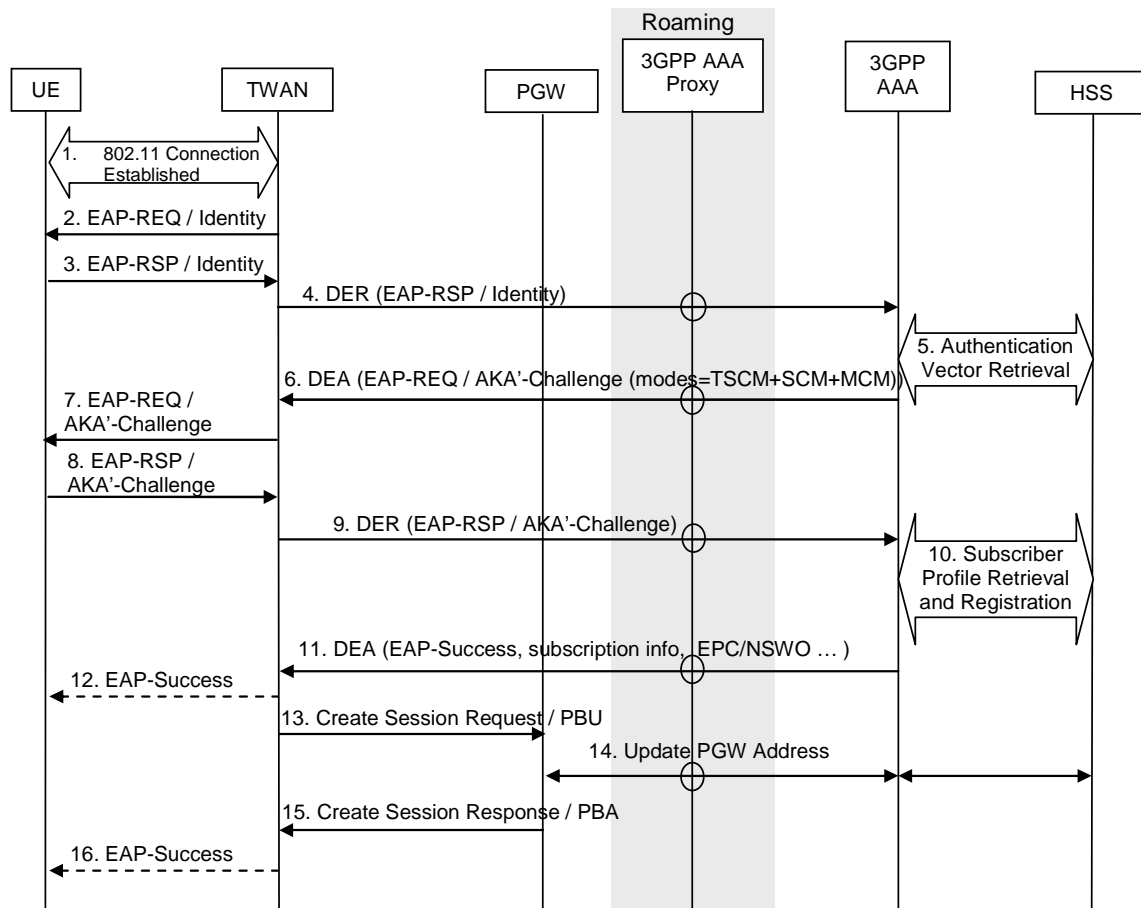 Roaming
UE
TWAN
PGW
3GPP AAA
Proxy
3GPP
AAA
HSS
1. 802.11 Connection
Established
2. EAP-REQ / Identity
3. EAP-RSP / Identity
4. DER (EAP-RSP / Identity)
5. Authentication
Vector Retrieval
6. DEA (EAP-REQ / AKA'-Challenge (modes=TSCM+SCM+MCM))
7. EAP-REQ /
AKA'-Challenge
8. EAP-RSP /
AKA'-Challenge
9. DER (EAP-RSP / AKA'-Challenge)
10. Subscriber
Profile Retrieval
and Registration
11. DEA (EAP-Success, subscription info, EPC/NSWO … )
12. EAP-Success
13. Create Session Request / PBU
14. Update PGW Address
15. Create Session Response / PBA
16. EAP-Success